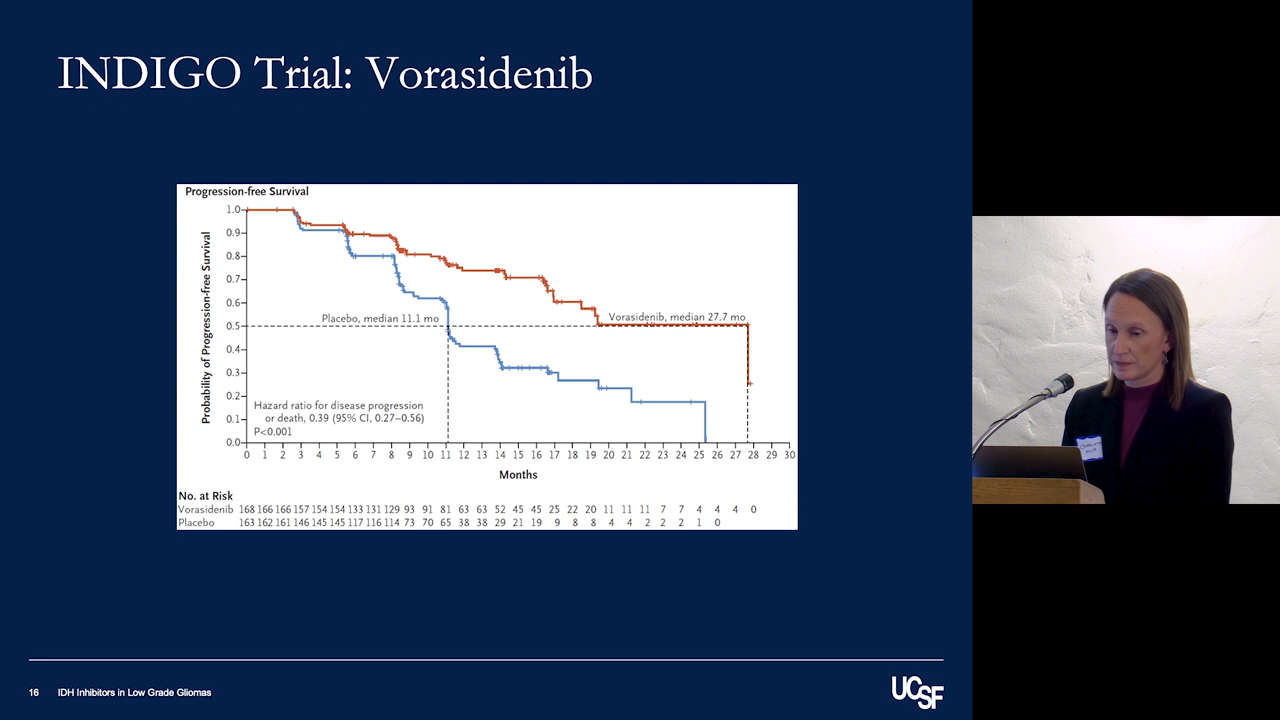 INDIGO Trial: Vorasidenib
Progression-free Survival
Probability of Progression-free Survival
1.0
0.9
0.8
0.7
0.6
0.5
0.4
0.3
0.2
0.1
0.0
Placebo, median 11.1 mo
Vorasidenib, median 27.7 mo
Hazard ratio for disease progression
or death, 0.39 (95% CI, 0.27–0.56)
P<0.001
0 1 2 3 4 5 6 7 8 9 10 11 12 13 14 15 16 17 18 19 20 21 22 23 24 25 26 27 28 29 30
Months
No. at Risk
Vorasidenib 168 166 166 157 154 154 133 131 129 93 91 81 63 63 52 45 45 25 22 20 11 11 11 7 7 4 4 4 0
Placebo 163 162 161 146 145 145 117 116 114 73 70 65 38 38 29 21 19 9 8 8 4 4 2 2 2 1 0
16 IDH Inhibitors in Low Grade Gliomas
UCSF